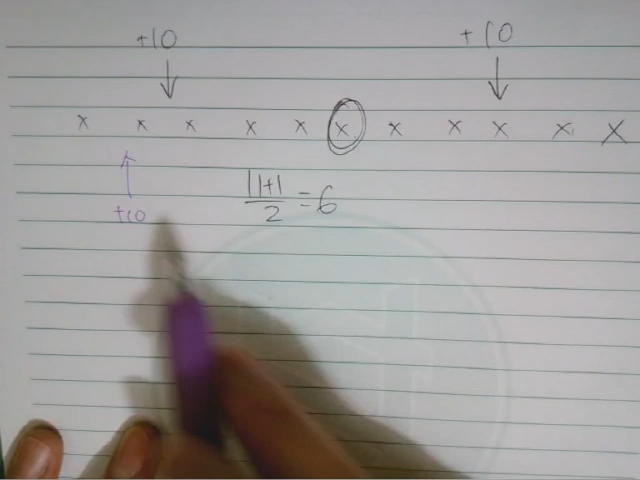 +10 +10
x x x x x x x x x x x
11+1
/2 = 6
+10